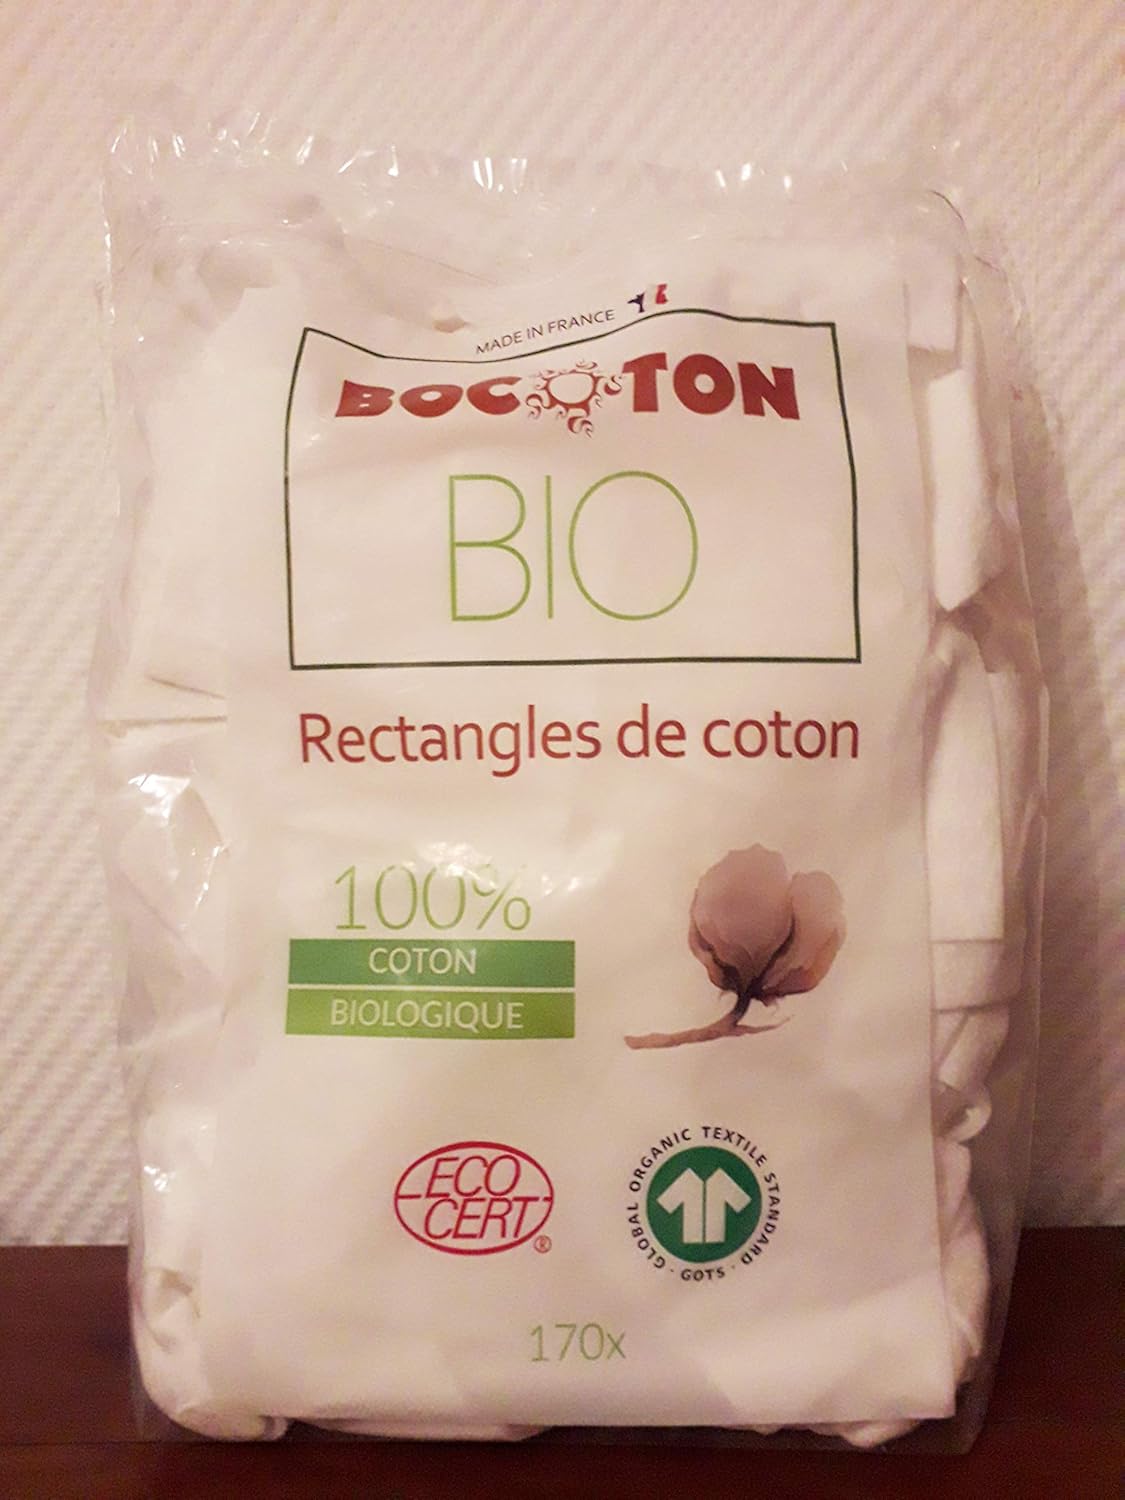 MADE IN FRANCE
BOCOTON
BIO
Rectangles de coton
100%
COTON
BIOLOGIQUE
ECO
CERT®
GLOBAL ORGANIC TEXTILE STANDARD · GOTS ·
170x